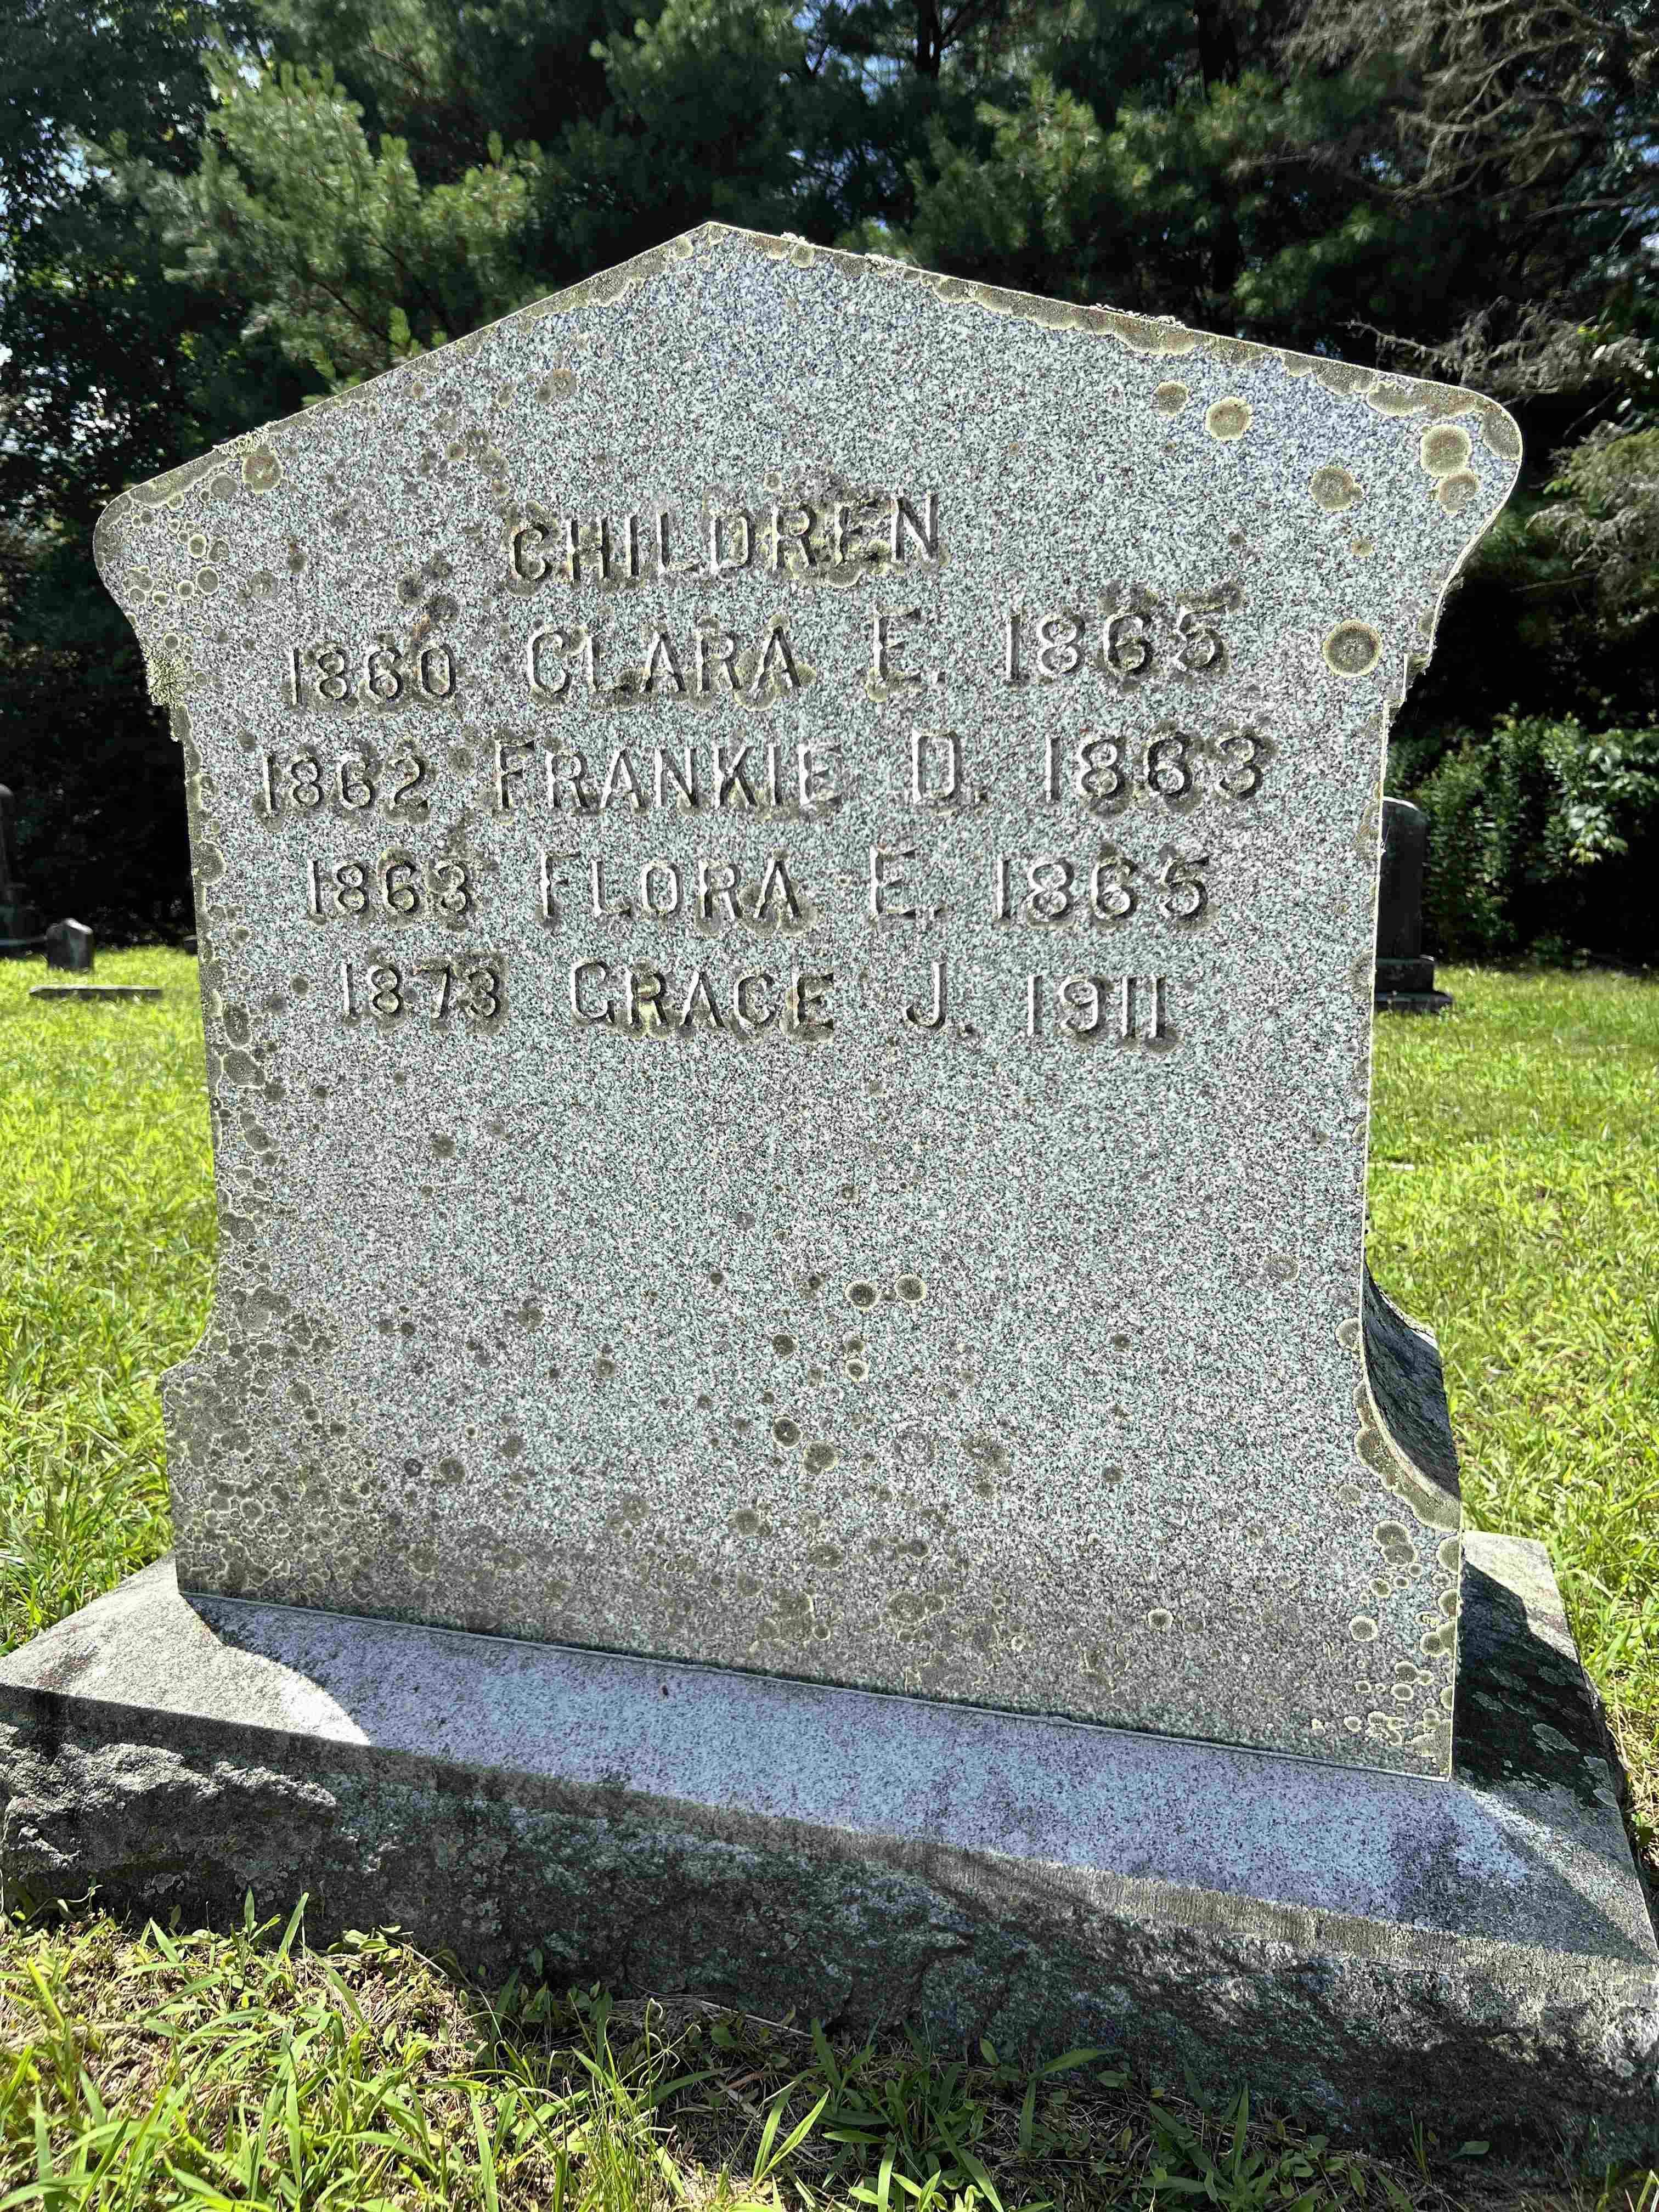 CHILDREN
1860 CLARA E. 1865
1862 FRANKIE D. 1863
1863 FLORA E. 1865
1873 GRACE J. 1911